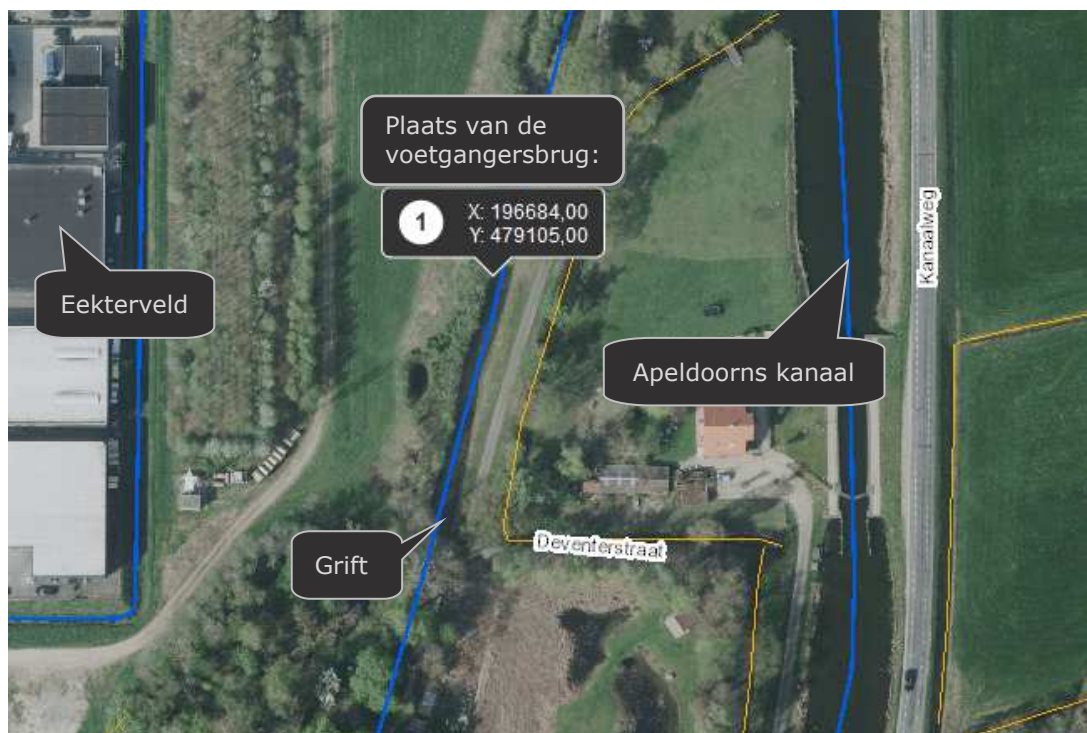 Plaats van de
voetgangersbrug:
1
X: 196684,00
Y: 479105,00
Kanaalweg
Eekterveld
Apeldoorns kanaal
Deventerstraat
Grift